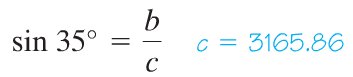 sin 35° = b/c c = 3165.86